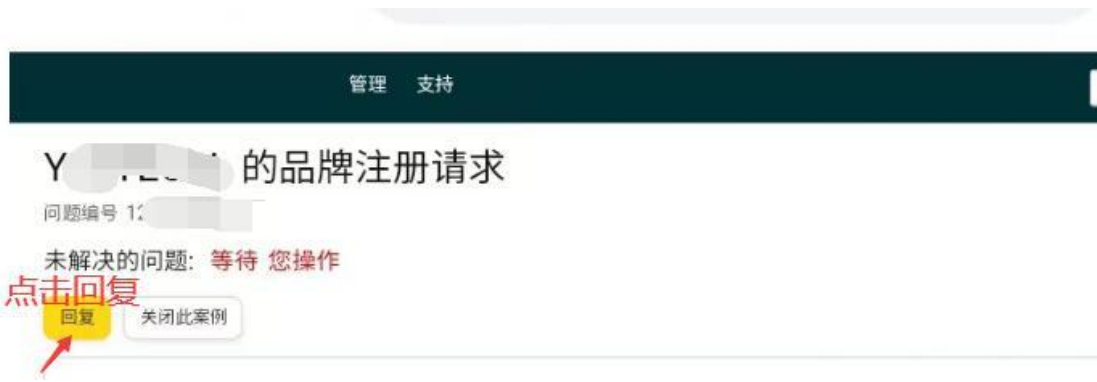 管理 支持
的品牌注册请求
问题编号
未解决的问题: 等待 您操作
点击回复
回复 关闭此案例